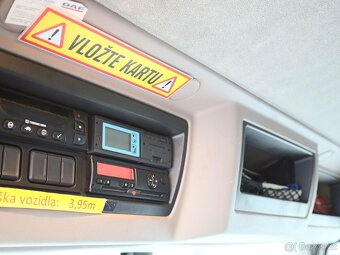 DAF
VLOŽTE KARTU
ška vozidla: 3,95m